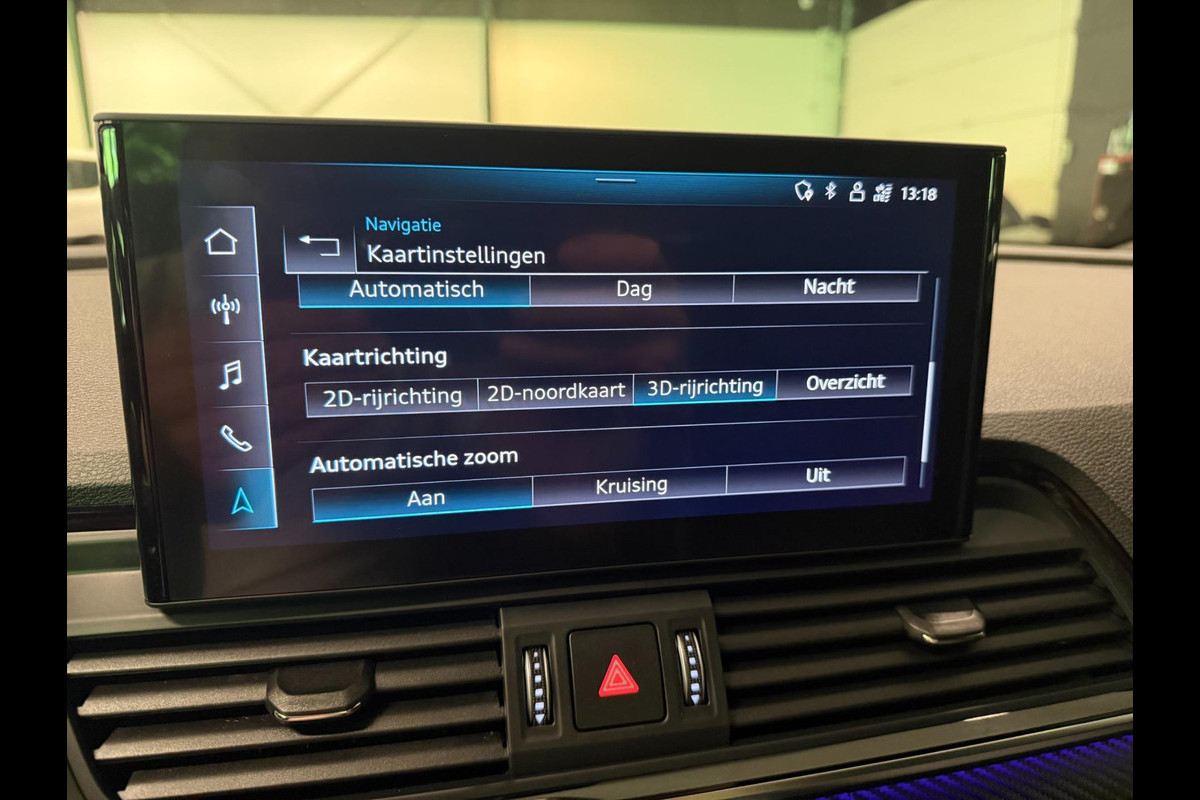 13:18
Navigatie
Kaartinstellingen
Automatisch Dag Nacht
Kaartrichting
2D-rijrichting 2D-noordkaart 3D-rijrichting Overzicht
Automatische zoom
Aan Kruising Uit